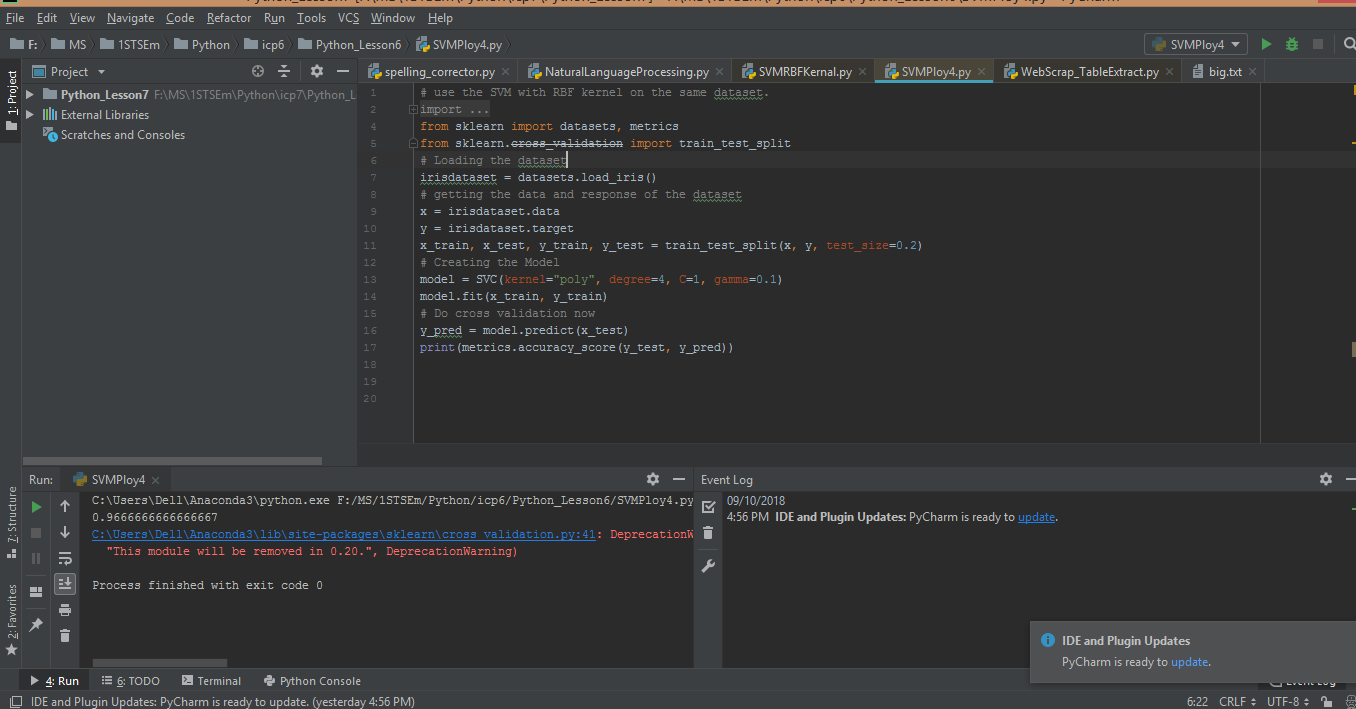 File Edit View Navigate Code Refactor Run Tools VCS Window Help
F: MS 1STSEm Python icp6 Python_Lesson6 SVMPloy4.py SVMPloy4
1: Project
Project
spelling_corrector.py NaturalLanguageProcessing.py SVMRBFKernal.py SVMPloy4.py WebScrap_TableExtract.py big.txt
Python_Lesson7 F:\MS\1STSEm\Python\icp7\Python_L
External Libraries
Scratches and Consoles
1 # use the SVM with RBF kernel on the same dataset.
2 import ...
4 from sklearn import datasets, metrics
5 from sklearn.cross_validation import train_test_split
6 # Loading the dataset
7 irisdataset = datasets.load_iris()
8 # getting the data and response of the dataset
9 x = irisdataset.data
10 y = irisdataset.target
11 x_train, x_test, y_train, y_test = train_test_split(x, y, test_size=0.2)
12 # Creating the Model
13 model = SVC(kernel="poly", degree=4, C=1, gamma=0.1)
14 model.fit(x_train, y_train)
15 # Do cross validation now
16 y_pred = model.predict(x_test)
17 print(metrics.accuracy_score(y_test, y_pred))
18
19
20
Run: SVMPloy4
C:\Users\Dell\Anaconda3\python.exe F:/MS/1STSEm/Python/icp6/Python_Lesson6/SVMPloy4.py
0.9666666666666667
C:\Users\Dell\Anaconda3\lib\site-packages\sklearn\cross_validation.py:41: DeprecationW
"This module will be removed in 0.20.", DeprecationWarning)
Process finished with exit code 0
Event Log
09/10/2018
4:56 PM IDE and Plugin Updates: PyCharm is ready to update.
7: Structure
2: Favorites
IDE and Plugin Updates
PyCharm is ready to update.
4: Run 6: TODO Terminal Python Console Event Log
IDE and Plugin Updates: PyCharm is ready to update. (yesterday 4:56 PM) 6:22 CRLF UTF-8